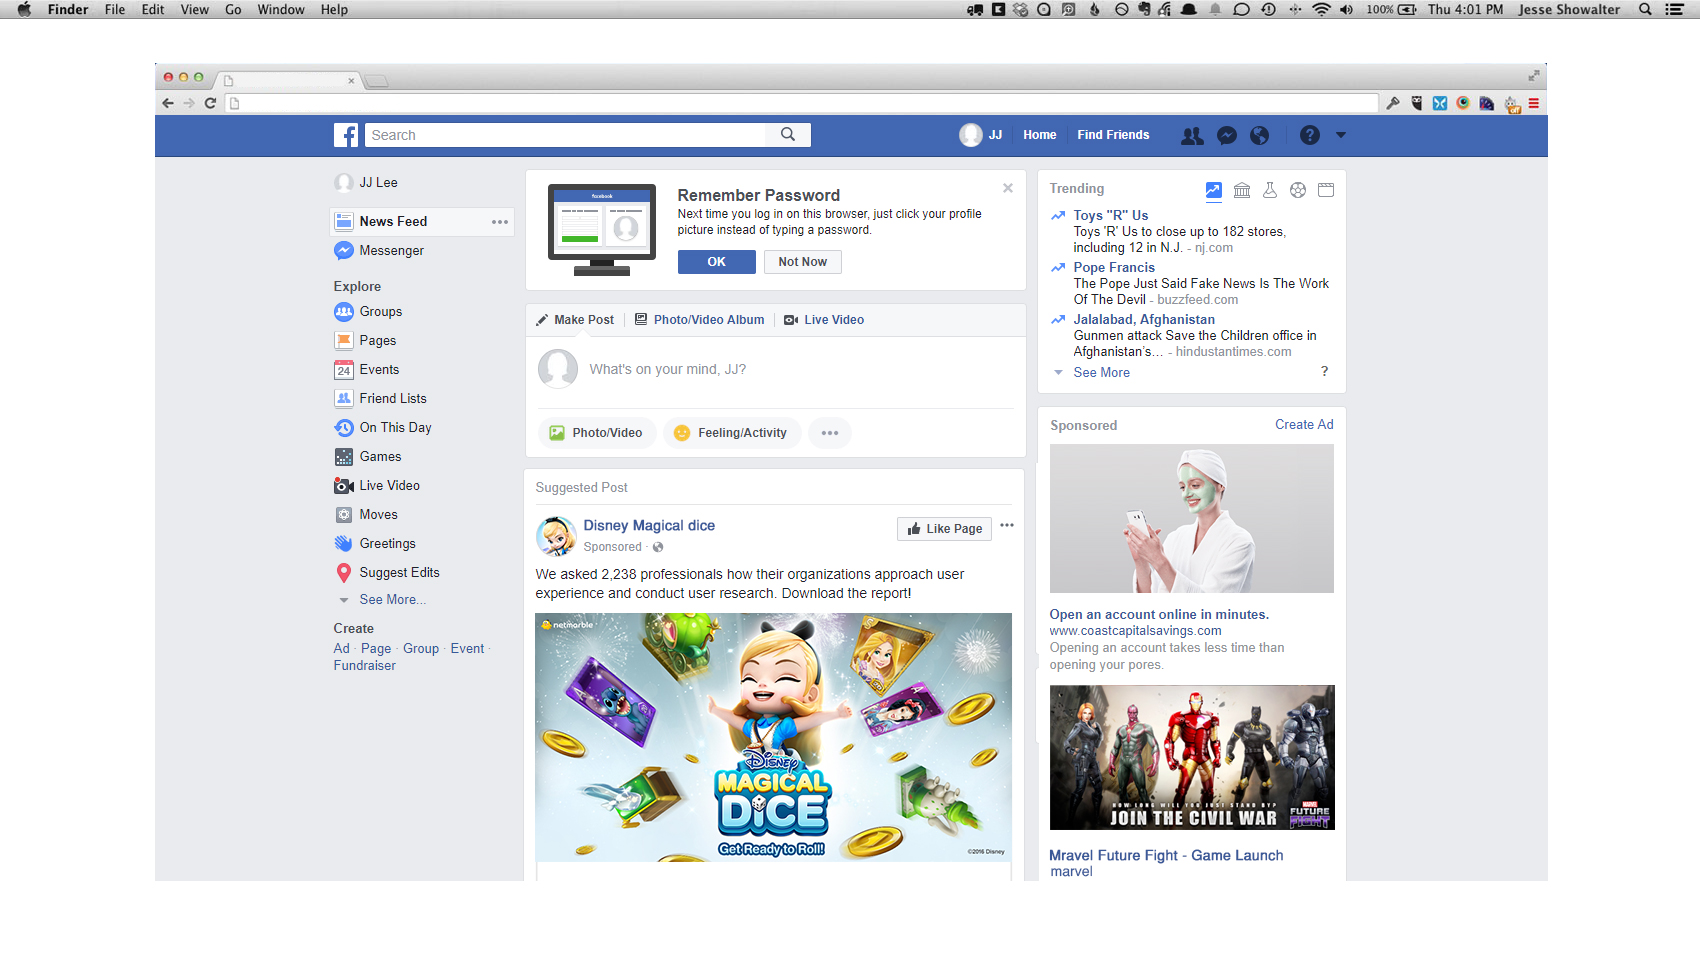 Finder File Edit View Go Window Help
100% Thu 4:01 PM Jesse Showalter
Search
JJ Home Find Friends
JJ Lee
News Feed
Messenger
Explore
Groups
Pages
24 Events
Friend Lists
On This Day
Games
Live Video
Moves
Greetings
Suggest Edits
See More...
Create
Ad · Page · Group · Event ·
Fundraiser
facebook
Remember Password
Next time you log in on this browser, just click your profile
picture instead of typing a password.
OK Not Now
Make Post Photo/Video Album Live Video
What's on your mind, JJ?
Photo/Video Feeling/Activity
Suggested Post
Disney Magical dice
Sponsored ·
Like Page
We asked 2,238 professionals how their organizations approach user
experience and conduct user research. Download the report!
netmarble
Disney
MAGICAL
DiCE
Get Ready to Roll!
©2016 Disney
Trending
Toys "R" Us
Toys 'R' Us to close up to 182 stores,
including 12 in N.J. - nj.com
Pope Francis
The Pope Just Said Fake News Is The Work
Of The Devil - buzzfeed.com
Jalalabad, Afghanistan
Gunmen attack Save the Children office in
Afghanistan's... - hindustantimes.com
See More ?
Sponsored Create Ad
Open an account online in minutes.
www.coastcapitalsavings.com
Opening an account takes less time than
opening your pores.
HOW LONG WILL YOU JUST STAND BY?
JOIN THE CIVIL WAR
MARVEL
FUTURE
FIGHT
Mravel Future Fight - Game Launch
marvel